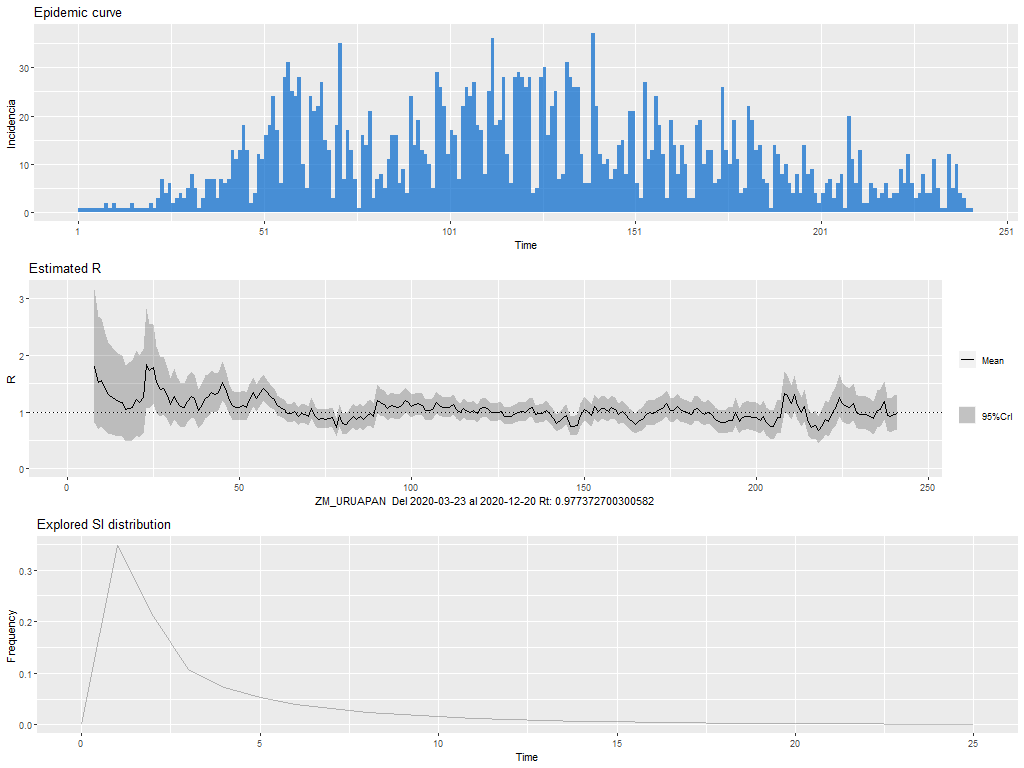 Epidemic curve
Incidencia
30
20
10
0
1 51 101 151 201 251
Time
Estimated R
R
3
2
1
0
Mean
95%CrI
0 50 100 150 200 250
ZM_URUAPAN Del 2020-03-23 al 2020-12-20 Rt: 0.977372700300582
Explored SI distribution
Frequency
0.3
0.2
0.1
0.0
0 5 10 15 20 25
Time